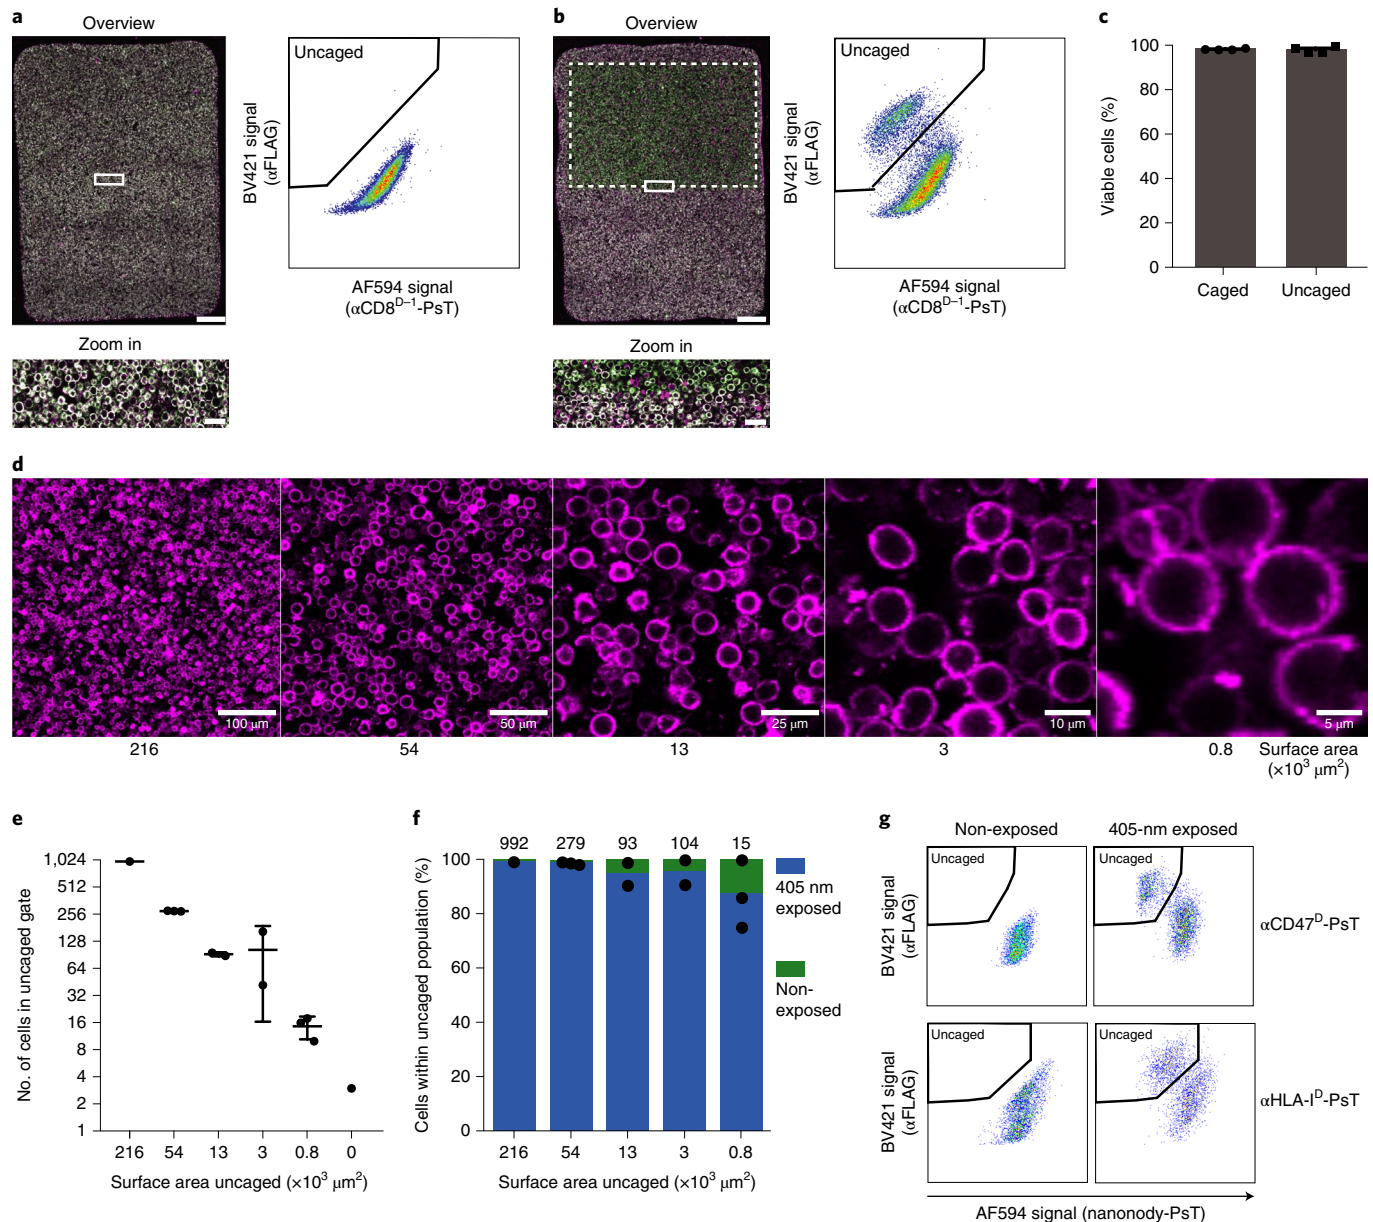 a
Overview
Uncaged
BV421 signal
(αFLAG)
AF594 signal
(αCD8ᴰ⁻¹-PsT)
Zoom in
b
Overview
Uncaged
BV421 signal
(αFLAG)
AF594 signal
(αCD8ᴰ⁻¹-PsT)
Zoom in
c
Viable cells (%)
100
80
60
40
20
0
Caged Uncaged
d
100 μm 50 μm 25 μm 10 μm 5 μm
216 54 13 3 0.8 Surface area
(×10³ μm²)
e
No. of cells in uncaged gate
1,024
512
256
128
64
32
16
8
4
2
1
216 54 13 3 0.8 0
Surface area uncaged (×10³ μm²)
f
Cells within uncaged population (%)
992 279 93 104 15
100
80
60
40
20
0
216 54 13 3 0.8
Surface area uncaged (×10³ μm²)
405 nm
exposed
Non-
exposed
g
Non-exposed 405-nm exposed
Uncaged Uncaged
BV421 signal
(αFLAG)
αCD47ᴰ-PsT
Uncaged Uncaged
BV421 signal
(αFLAG)
αHLA-Iᴰ-PsT
AF594 signal (nanonody-PsT)